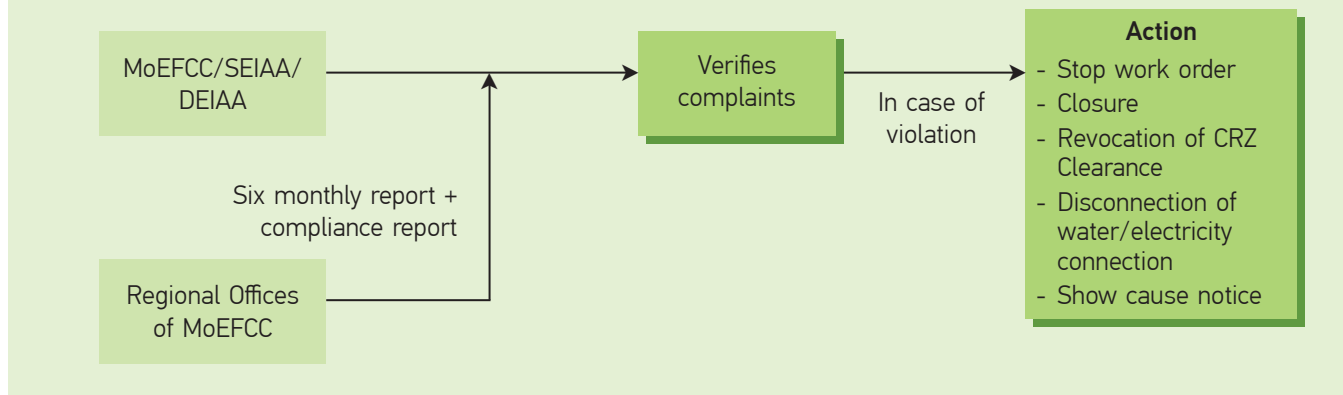 MoEFCC/SEIAA/
DEIAA
Verifies
complaints
In case of
violation
Action
- Stop work order
- Closure
- Revocation of CRZ
Clearance
- Disconnection of
water/electricity
connection
- Show cause notice
Six monthly report +
compliance report
Regional Offices
of MoEFCC